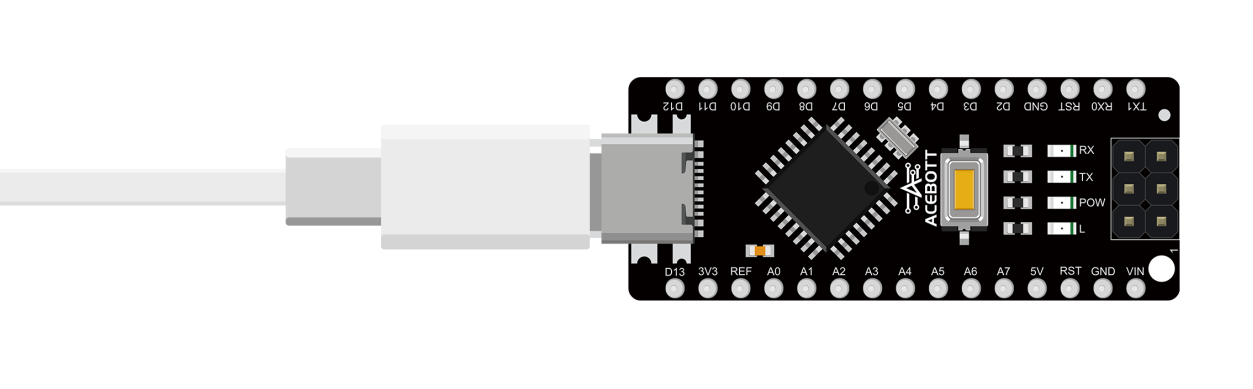 D12 D11 D10 D9 D8 D7 D6 D5 D4 D3 D2 GND RST RX0 TX1
RX
TX
POW
L
ACEBOTT
1
D13 3V3 REF A0 A1 A2 A3 A4 A5 A6 A7 5V RST GND VIN